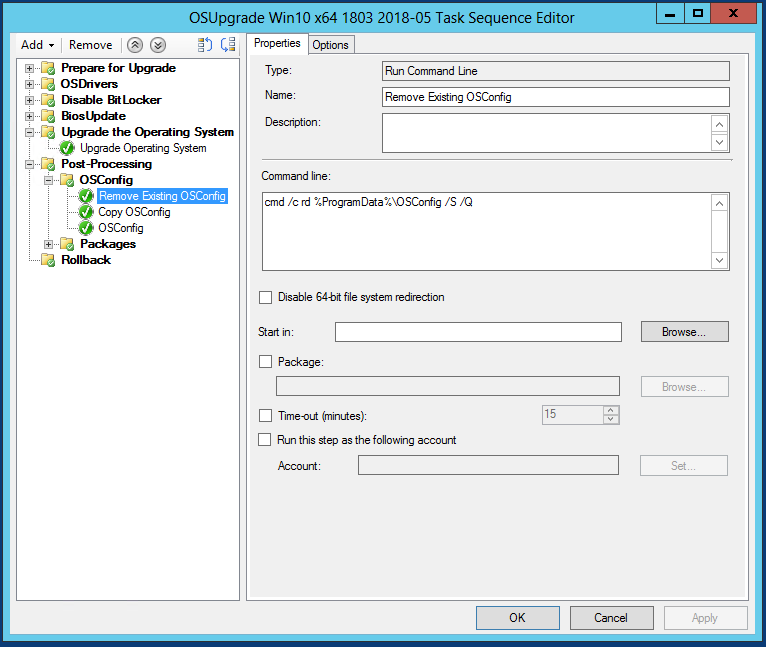 OSUpgrade Win10 x64 1803 2018-05 Task Sequence Editor
Add
Remove
Prepare for Upgrade
OSDrivers
Disable BitLocker
BiosUpdate
Upgrade the Operating System
Upgrade Operating System
Post-Processing
OSConfig
Remove Existing OSConfig
Copy OSConfig
OSConfig
Packages
Rollback
Properties
Options
Type:
Run Command Line
Name:
Remove Existing OSConfig
Description:
Command line:
cmd /c rd %ProgramData%\OSConfig /S /Q
Disable 64-bit file system redirection
Start in:
Browse...
Package:
Browse...
Time-out (minutes):
15
Run this step as the following account
Account:
Set...
OK
Cancel
Apply